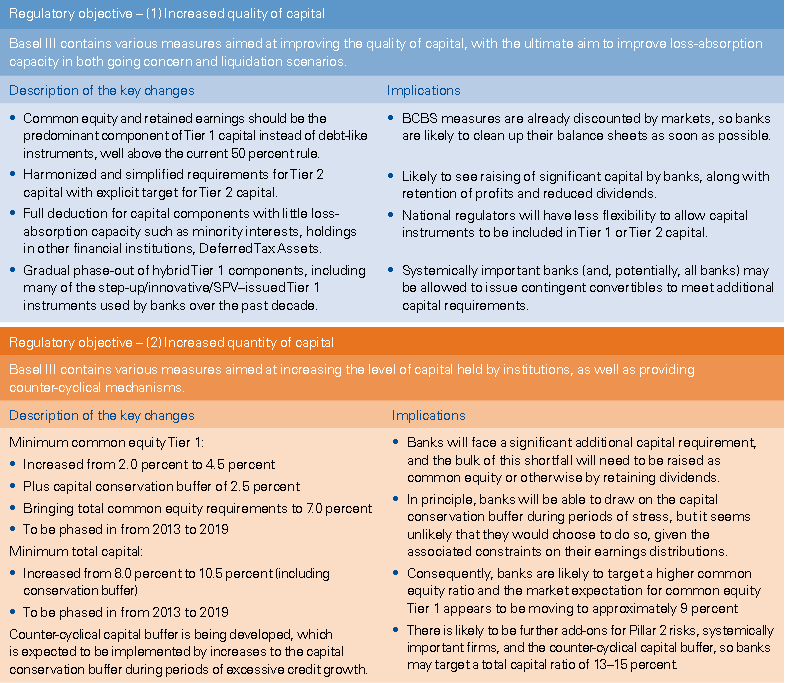 Regulatory objective – (1) Increased quality of capital
Basel III contains various measures aimed at improving the quality of capital, with the ultimate aim to improve loss-absorption
capacity in both going concern and liquidation scenarios.
Description of the key changes
• Common equity and retained earnings should be the
predominant component of Tier 1 capital instead of debt-like
instruments, well above the current 50 percent rule.
• Harmonized and simplified requirements for Tier 2
capital with explicit target for Tier 2 capital.
• Full deduction for capital components with little loss-
absorption capacity such as minority interests, holdings
in other financial institutions, Deferred Tax Assets.
• Gradual phase-out of hybrid Tier 1 components, including
many of the step-up/innovative/SPV–issued Tier 1
instruments used by banks over the past decade.
Implications
• BCBS measures are already discounted by markets, so banks
are likely to clean up their balance sheets as soon as possible.
• Likely to see raising of significant capital by banks, along with
retention of profits and reduced dividends.
• National regulators will have less flexibility to allow capital
instruments to be included in Tier 1 or Tier 2 capital.
• Systemically important banks (and, potentially, all banks) may
be allowed to issue contingent convertibles to meet additional
capital requirements.
Regulatory objective – (2) Increased quantity of capital
Basel III contains various measures aimed at increasing the level of capital held by institutions, as well as providing
counter-cyclical mechanisms.
Description of the key changes
Minimum common equity Tier 1:
• Increased from 2.0 percent to 4.5 percent
• Plus capital conservation buffer of 2.5 percent
• Bringing total common equity requirements to 7.0 percent
• To be phased in from 2013 to 2019
Minimum total capital:
• Increased from 8.0 percent to 10.5 percent (including
conservation buffer)
• To be phased in from 2013 to 2019
Counter-cyclical capital buffer is being developed, which
is expected to be implemented by increases to the capital
conservation buffer during periods of excessive credit growth.
Implications
• Banks will face a significant additional capital requirement,
and the bulk of this shortfall will need to be raised as
common equity or otherwise by retaining dividends.
• In principle, banks will be able to draw on the capital
conservation buffer during periods of stress, but it seems
unlikely that they would choose to do so, given the
associated constraints on their earnings distributions.
• Consequently, banks are likely to target a higher common
equity ratio and the market expectation for common equity
Tier 1 appears to be moving to approximately 9 percent
• There is likely to be further add-ons for Pillar 2 risks, systemically
important firms, and the counter-cyclical capital buffer, so banks
may target a total capital ratio of 13–15 percent.